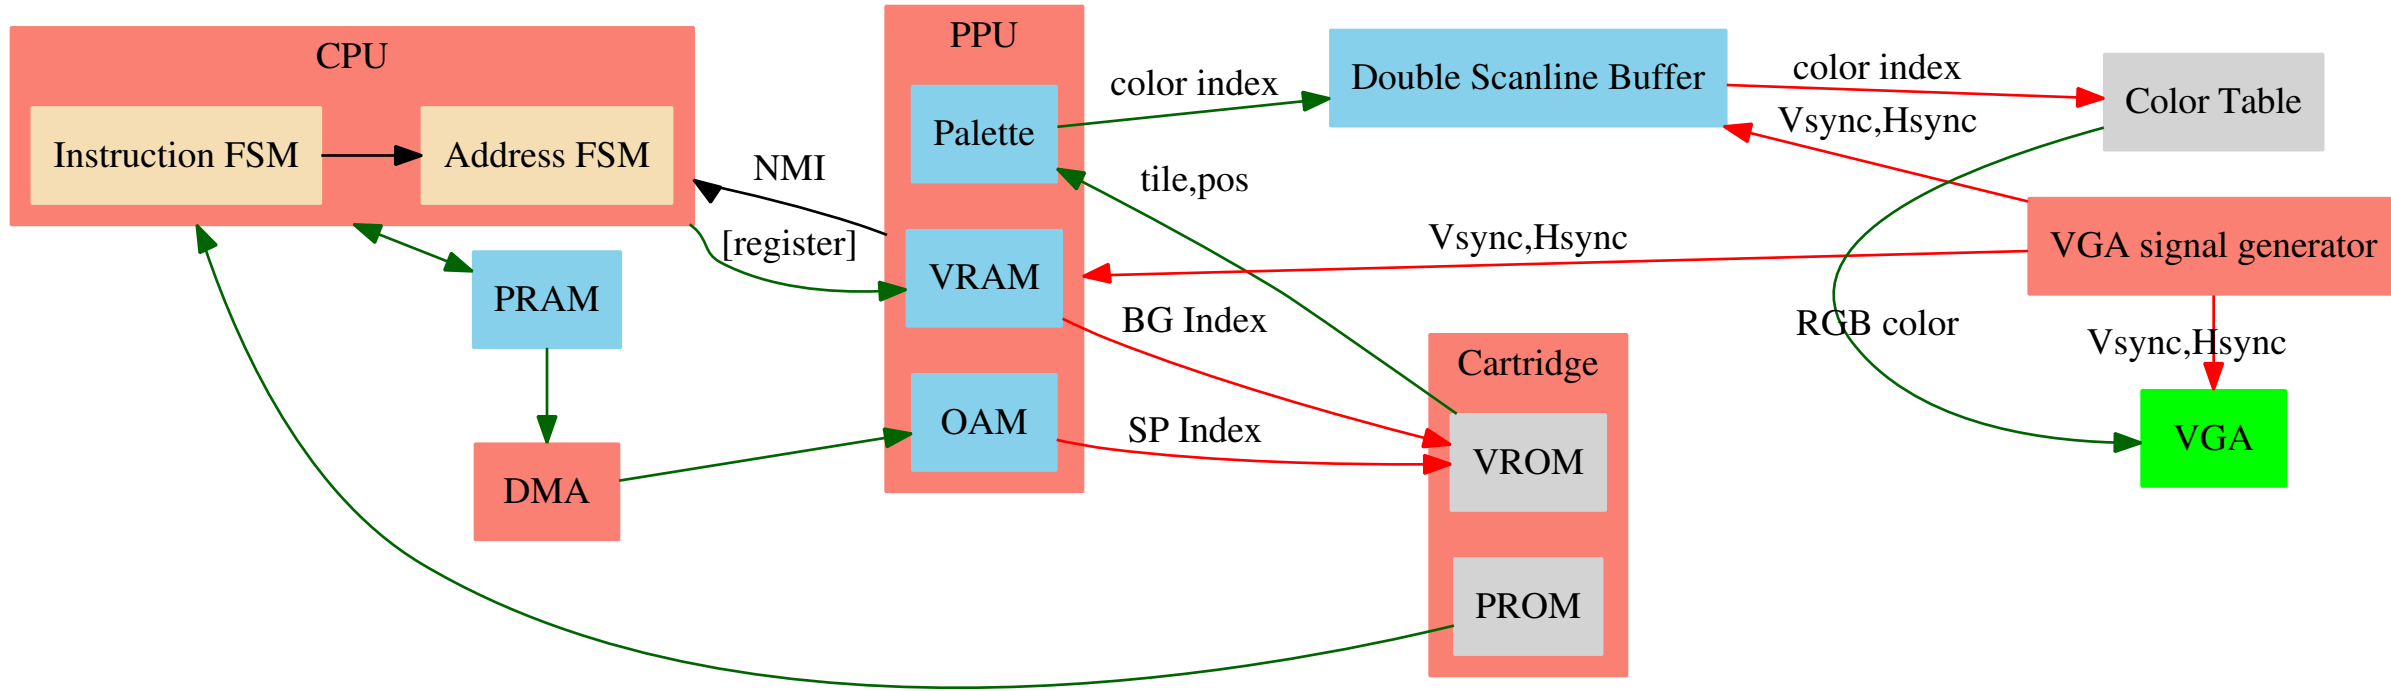 CPU
Instruction FSM
Address FSM
PRAM
DMA
NMI
[register]
PPU
Palette
VRAM
OAM
color index
tile,pos
Vsync,Hsync
BG Index
SP Index
Double Scanline Buffer
Cartridge
VROM
PROM
color index
Vsync,Hsync
Color Table
VGA signal generator
RGB color
Vsync,Hsync
VGA